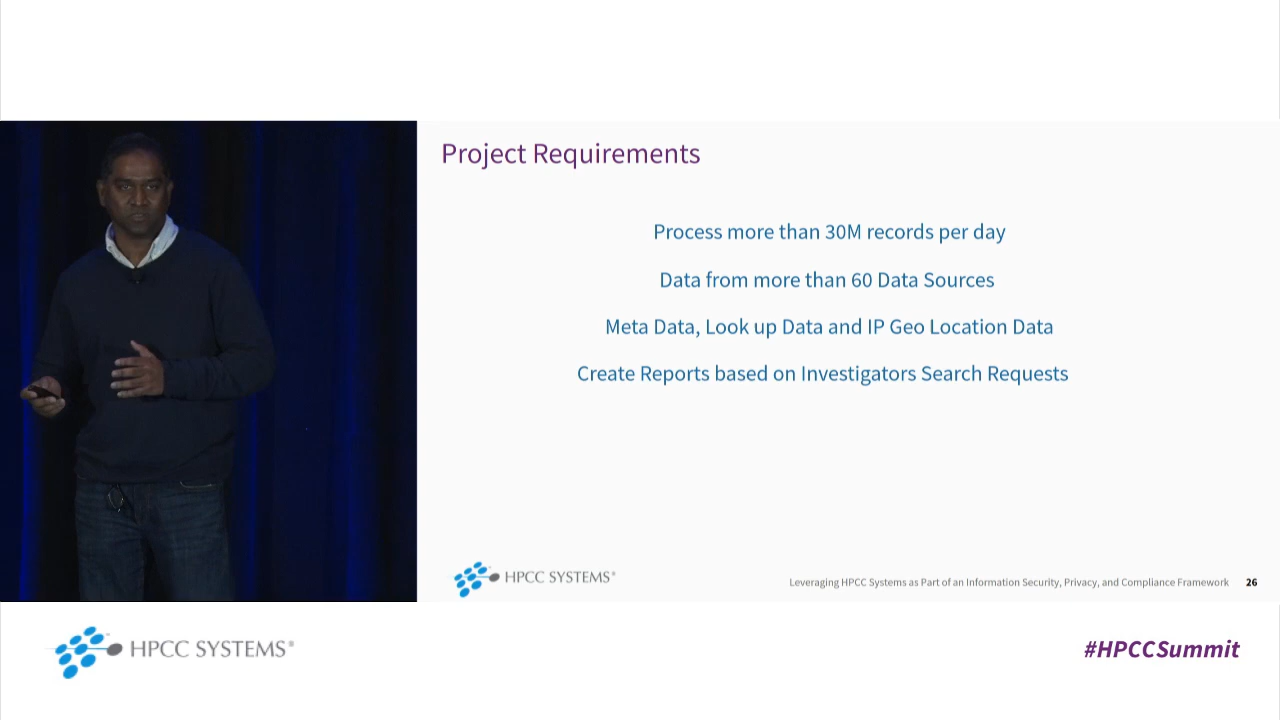 Project Requirements
Process more than 30M records per day
Data from more than 60 Data Sources
Meta Data, Look up Data and IP Geo Location Data
Create Reports based on Investigators Search Requests
HPCC SYSTEMS®
Leveraging HPCC Systems as Part of an Information Security, Privacy, and Compliance Framework 26
HPCC SYSTEMS®
#HPCCSummit